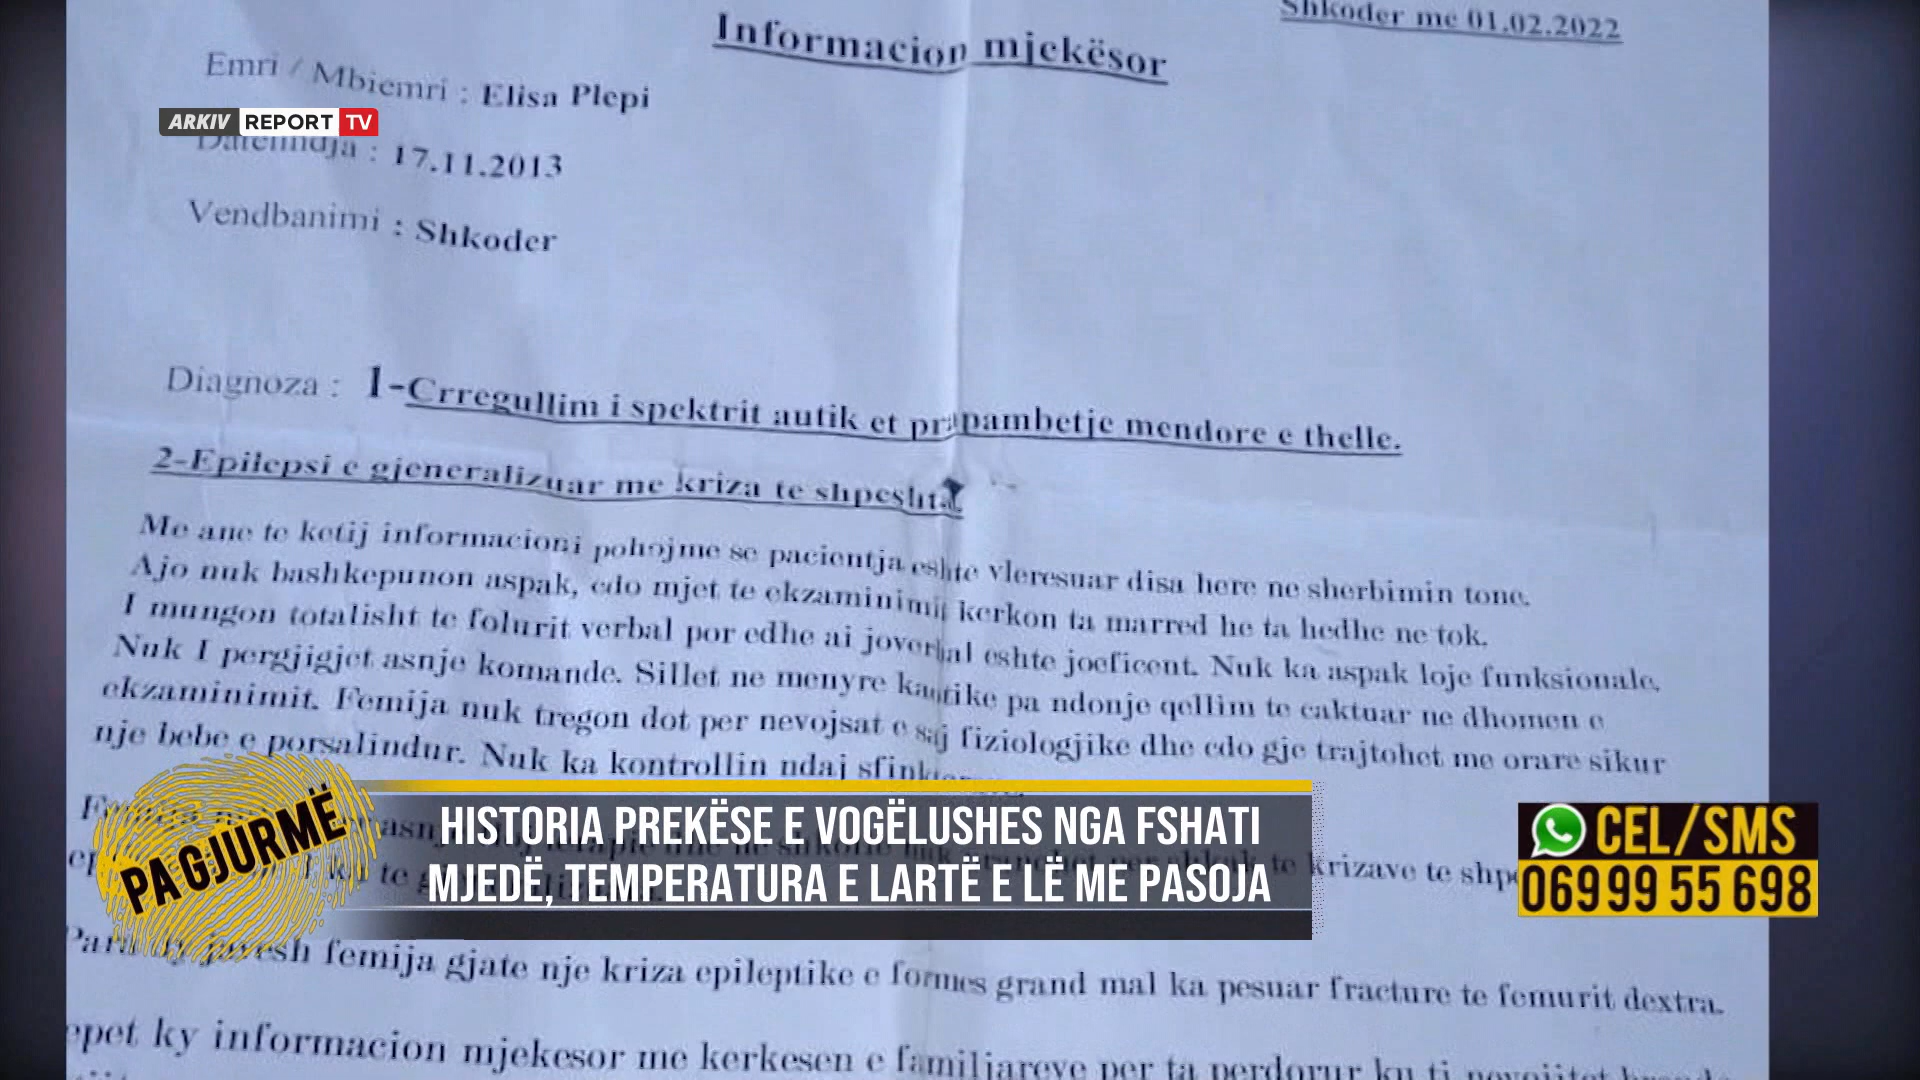 Shkoder me 01.02.2022
Informacion mjekësor
Emri / Mbiemri : Elisa Plepi
ARKIV REPORT TV
Datelindja : 17.11.2013
Vendbanimi : Shkoder
Diagnoza : 1-Crregullim i spektrit autik et prapambetje mendore e thelle.
2-Epilepsi e gjeneralizuar me kriza te shpeshta.
Me ane te ketij informacioni pohojme se pacientja eshte vleresuar disa here ne sherbimin tone.
Ajo nuk bashkepunon aspak, cdo mjet te ekzaminimit kerkon ta marred he ta hedhe ne tok.
I mungon totalisht te folurit verbal por edhe ai joverbal eshte joeficent. Nuk ka aspak loje funksionale.
Nuk I pergjigjet asnje komande. Sillet ne menyre kaotike pa ndonje qellim te caktuar ne dhomen e
ekzaminimit. Femija nuk tregon dot per nevojsat e saj fiziologjike dhe cdo gje trajtohet me orare sikur
nje bebe e porsalindur. Nuk ka kontrollin ndaj
te krizave te
PA GJURMË
HISTORIA PREKËSE E VOGËLUSHES NGA FSHATI
MJEDË, TEMPERATURA E LARTË E LË ME PASOJA
CEL/SMS
069 99 55 698
javesh femija gjate nje kriza epileptike e formes grand mal ka pesuar fracture te femurit dextra.
ky informacion mjekesor me kerkesen e familjareve per ta perdorur ku ti nevojitet